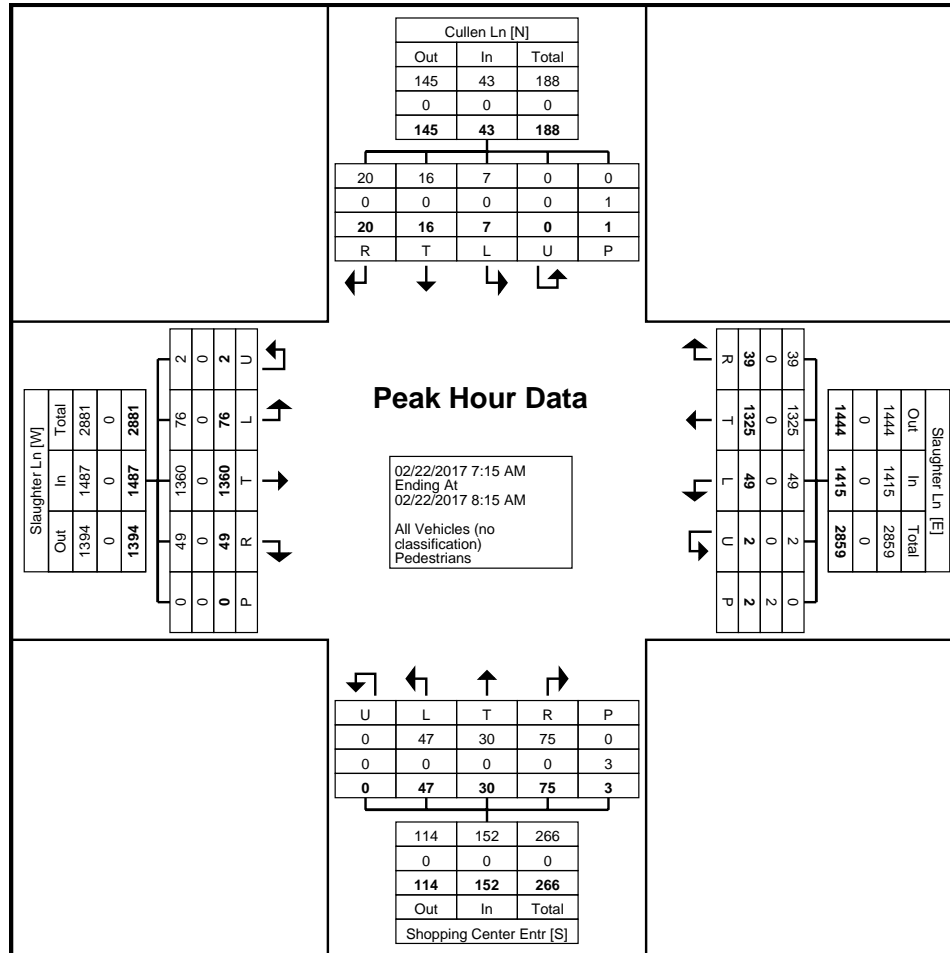 Cullen Ln [N]
Out In Total
145 43 188
0 0 0
145 43 188
20 16 7 0 0
0 0 0 0 1
20 16 7 0 1
R T L U P
Slaughter Ln [W]
Total In Out
2881 1487 1394
0 0 0
2881 1487 1394
2 76 1360 49 0
0 0 0 0 0
2 76 1360 49 0
U L T R P
Peak Hour Data
02/22/2017 7:15 AM
Ending At
02/22/2017 8:15 AM
All Vehicles (no
classification)
Pedestrians
R T L U P
39 1325 49 2 2
0 0 0 0 2
39 1325 49 2 0
1444 1415 2859
0 0 0
1444 1415 2859
Out In Total
Slaughter Ln [E]
U L T R P
0 47 30 75 0
0 0 0 0 3
0 47 30 75 3
114 152 266
0 0 0
114 152 266
Out In Total
Shopping Center Entr [S]